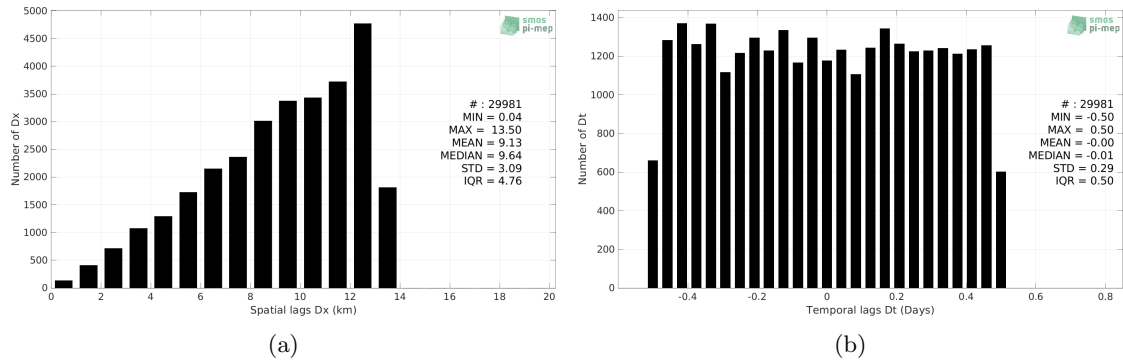 5000
4500
4000
3500
3000
2500
2000
1500
1000
500
0
Number of Dx
0 2 4 6 8 10 12 14 16 18 20
Spatial lags Dx (km)
smos
pi-mep
# : 29981
MIN = 0.04
MAX = 13.50
MEAN = 9.13
MEDIAN = 9.64
STD = 3.09
IQR = 4.76
(a)
1400
1200
1000
800
600
400
200
0
Number of Dt
-0.4 -0.2 0 0.2 0.4 0.6 0.8
Temporal lags Dt (Days)
smos
pi-mep
# : 29981
MIN = -0.50
MAX = 0.50
MEAN = -0.00
MEDIAN = -0.01
STD = 0.29
IQR = 0.50
(b)